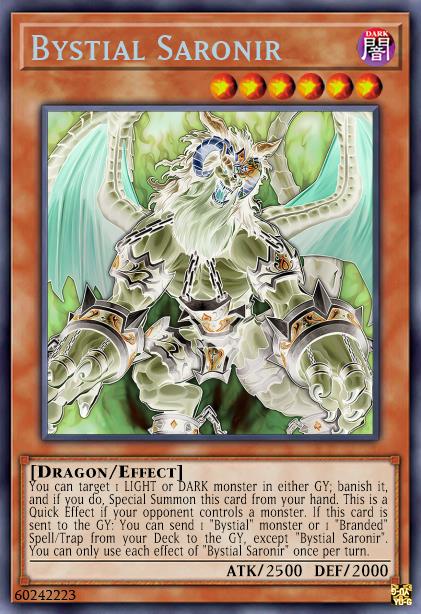 Bystial Saronir
DARK
闇
[Dragon/Effect]
You can target 1 LIGHT or DARK monster in either GY; banish it,
and if you do, Special Summon this card from your hand. This is a
Quick Effect if your opponent controls a monster. If this card is
sent to the GY: You can send 1 "Bystial" monster or 1 "Branded"
Spell/Trap from your Deck to the GY, except "Bystial Saronir".
You can only use each effect of "Bystial Saronir" once per turn.
ATK/2500 DEF/2000
60242223